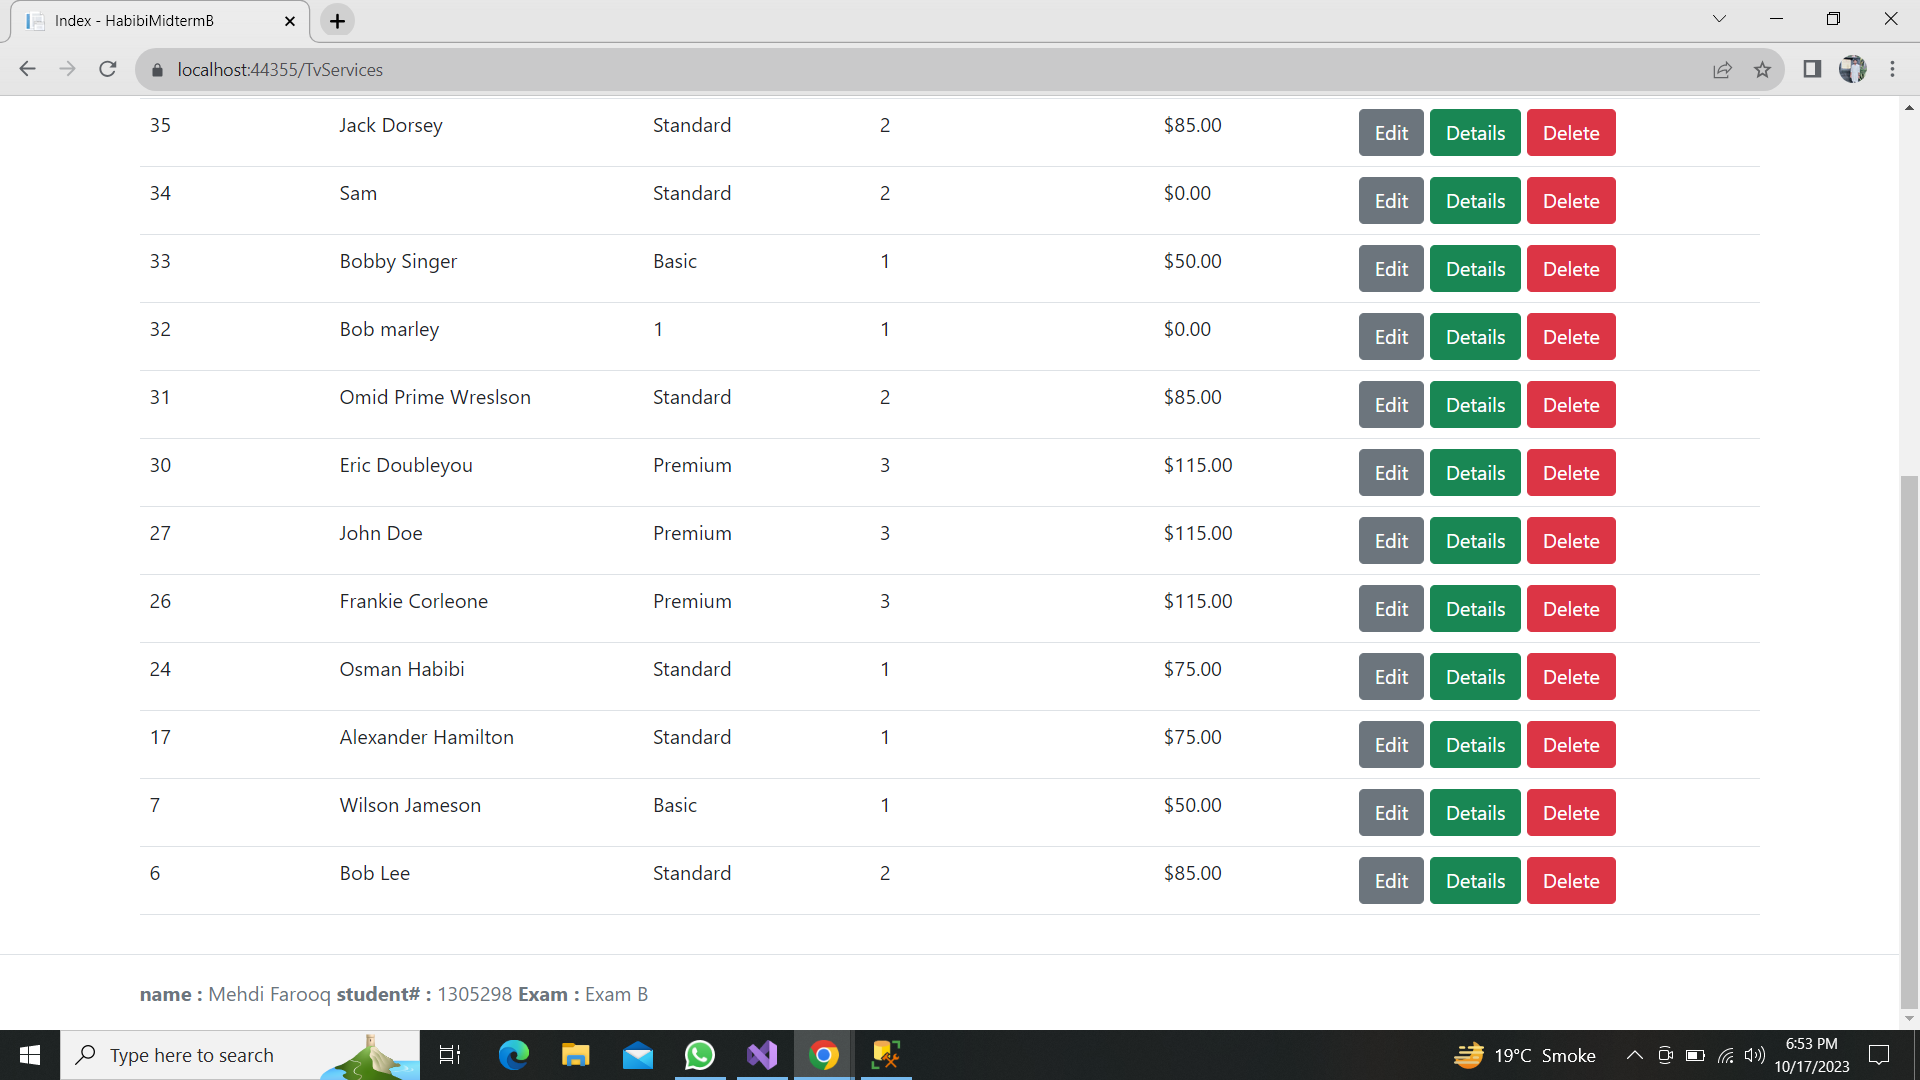 Index - HabibiMidtermB
localhost:44355/TvServices
35 Jack Dorsey Standard 2 $85.00 Edit Details Delete
34 Sam Standard 2 $0.00 Edit Details Delete
33 Bobby Singer Basic 1 $50.00 Edit Details Delete
32 Bob marley 1 1 $0.00 Edit Details Delete
31 Omid Prime Wreslson Standard 2 $85.00 Edit Details Delete
30 Eric Doubleyou Premium 3 $115.00 Edit Details Delete
27 John Doe Premium 3 $115.00 Edit Details Delete
26 Frankie Corleone Premium 3 $115.00 Edit Details Delete
24 Osman Habibi Standard 1 $75.00 Edit Details Delete
17 Alexander Hamilton Standard 1 $75.00 Edit Details Delete
7 Wilson Jameson Basic 1 $50.00 Edit Details Delete
6 Bob Lee Standard 2 $85.00 Edit Details Delete
name : Mehdi Farooq student# : 1305298 Exam : Exam B
Type here to search
19°C Smoke
6:53 PM
10/17/2023